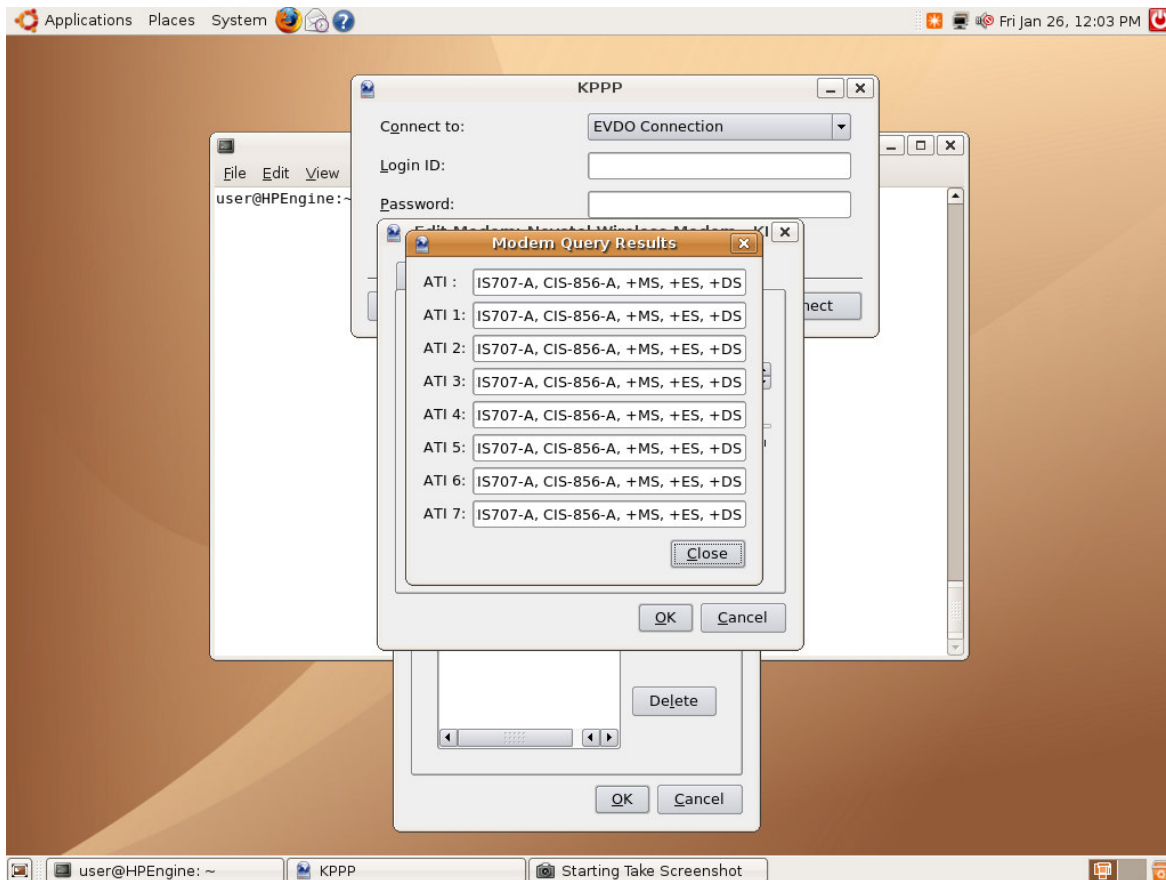 Applications Places System
Fri Jan 26, 12:03 PM
KPPP
Connect to:
EVDO Connection
Login ID:
Password:
File Edit View
user@HPEngine:~
Modem Query Results
ATI : IS707-A, CIS-856-A, +MS, +ES, +DS
ATI 1: IS707-A, CIS-856-A, +MS, +ES, +DS
ATI 2: IS707-A, CIS-856-A, +MS, +ES, +DS
ATI 3: IS707-A, CIS-856-A, +MS, +ES, +DS
ATI 4: IS707-A, CIS-856-A, +MS, +ES, +DS
ATI 5: IS707-A, CIS-856-A, +MS, +ES, +DS
ATI 6: IS707-A, CIS-856-A, +MS, +ES, +DS
ATI 7: IS707-A, CIS-856-A, +MS, +ES, +DS
nect
Close
OK Cancel
Delete
OK Cancel
user@HPEngine: ~
KPPP
Starting Take Screenshot